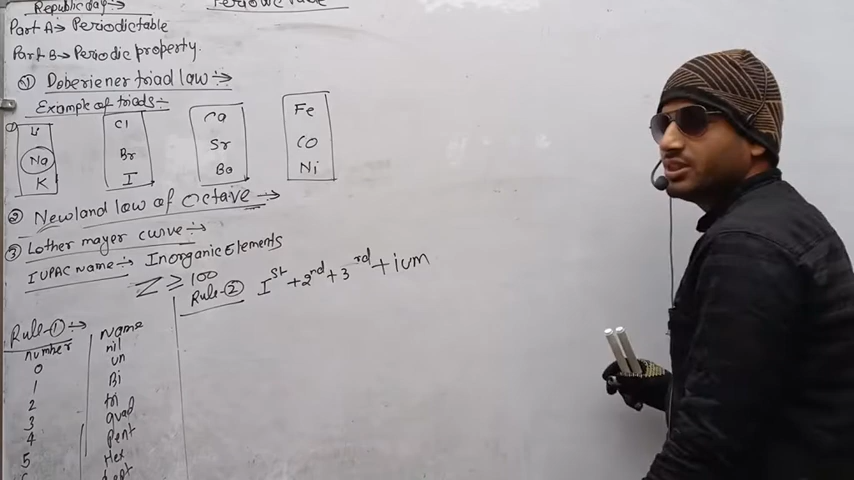 Republic day →
Periodic Table
Part A → Periodictable
Part B → Periodic property.
① Doberiener triad law ÷→
Example of triads ÷
① Li Cl Ca Fe
Na Br Sr CO
K I Ba Ni
② Newland law of Octave ÷→
③ Lother mayer curve ÷→
IUPAC Name ÷→ Inorganic Elements
Z ≥ 100
Rule-② Ist + 2nd + 3rd + ium
Rule-① ÷→
number Name
0 nil
1 un
2 Bi
3 tri
4 quad
5 Pent
Hex